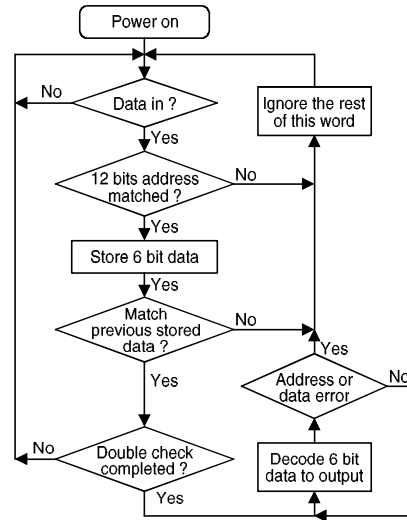 Power on
Data in ?
No
Yes
Ignore the rest
of this word
12 bits address
matched ?
No
Yes
Store 6 bit data
Yes
Match
previous stored
data ?
No
Yes
Yes
Address or
data error
No
Double check
completed ?
No
Yes
Decode 6 bit
data to output